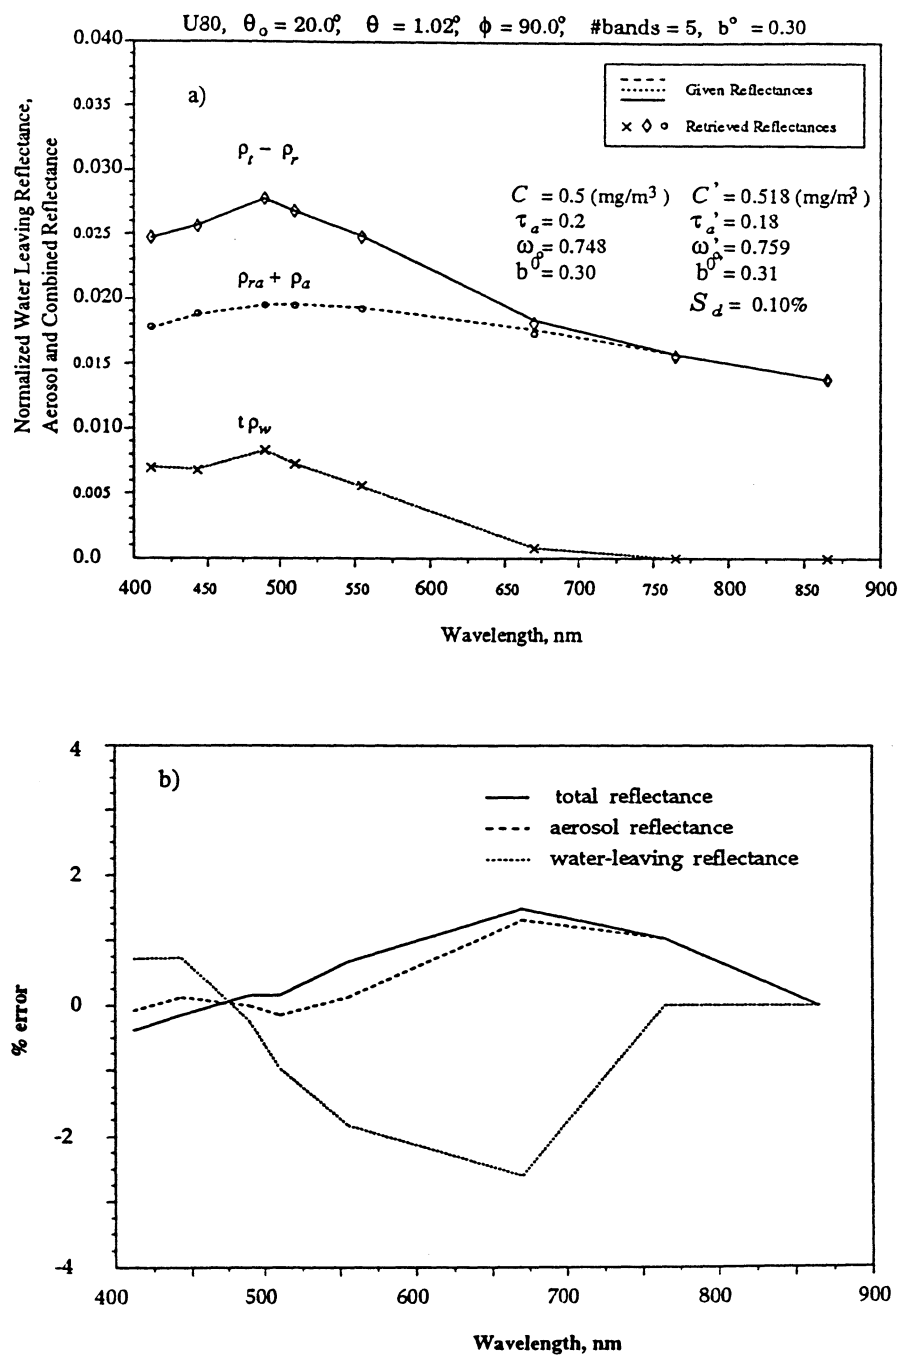 U80, θₒ = 20.0°, θ = 1.02°, ϕ = 90.0°, #bands = 5, b° = 0.30
Normalized Water Leaving Reflectance,
Aerosol and Combined Reflectance
0.040
0.035
0.030
0.025
0.020
0.015
0.010
0.005
0.0
a)
Given Reflectances
Retrieved Reflectances
ρₜ − ρᵣ
C = 0.5 (mg/m³)
τₐ = 0.2
ω₀ = 0.748
b⁰ = 0.30
C' = 0.518 (mg/m³)
τₐ' = 0.18
ω₀' = 0.759
b⁰' = 0.31
S_d = 0.10%
ρᵣₐ + ρₐ
tρ_w
400 450 500 550 600 650 700 750 800 850 900
Wavelength, nm
b)
total reflectance
aerosol reflectance
water-leaving reflectance
% error
4
2
0
-2
-4
400 500 600 700 800 900
Wavelength, nm